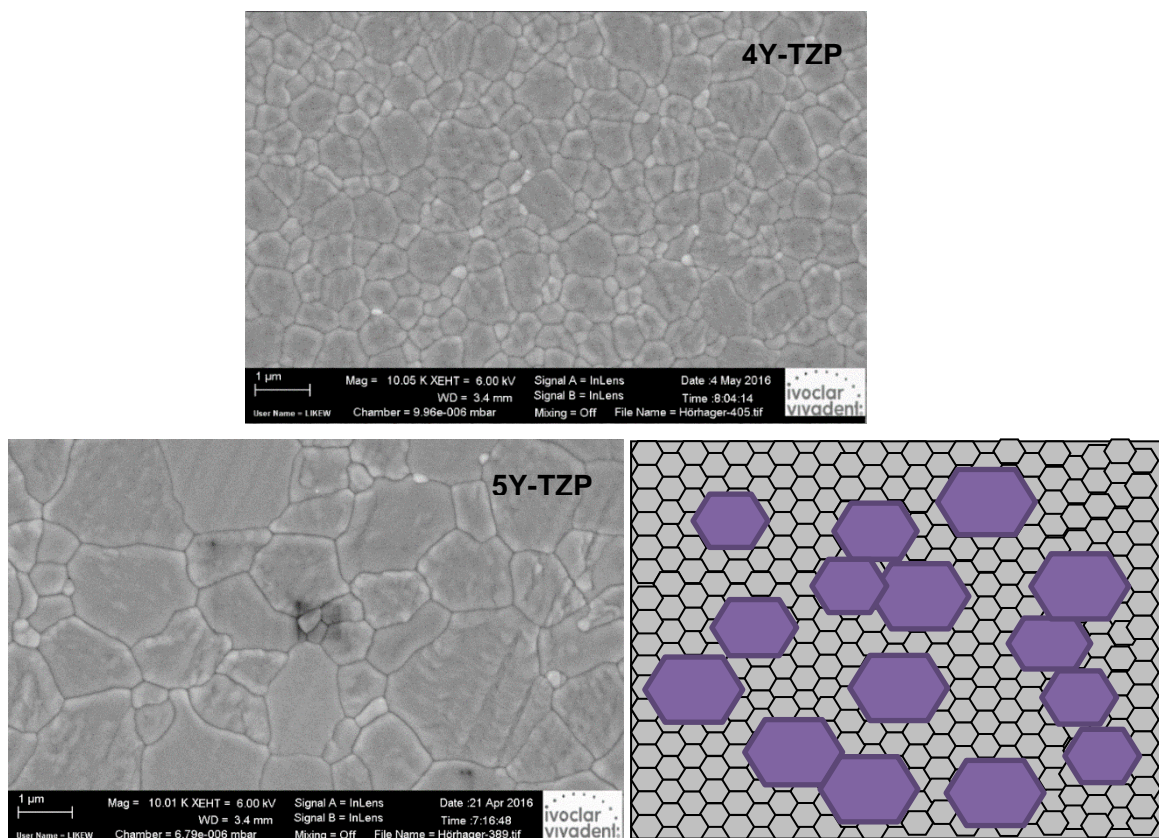 4Y-TZP
1 µm
Mag = 10.05 K X EHT = 6.00 kV Signal A = InLens Date :4 May 2016
WD = 3.4 mm Signal B = InLens Time :8:04:14
User Name = LIKEW Chamber = 9.96e-006 mbar Mixing = Off File Name = Hörhager-405.tif
ivoclar
vivadent:
5Y-TZP
1 µm
Mag = 10.01 K X EHT = 6.00 kV Signal A = InLens Date :21 Apr 2016
WD = 3.4 mm Signal B = InLens Time :7:16:48
User Name = LIKEW Chamber = 6.79e-006 mbar Mixing = Off File Name = Hörhager-389.tif
ivoclar
vivadent: